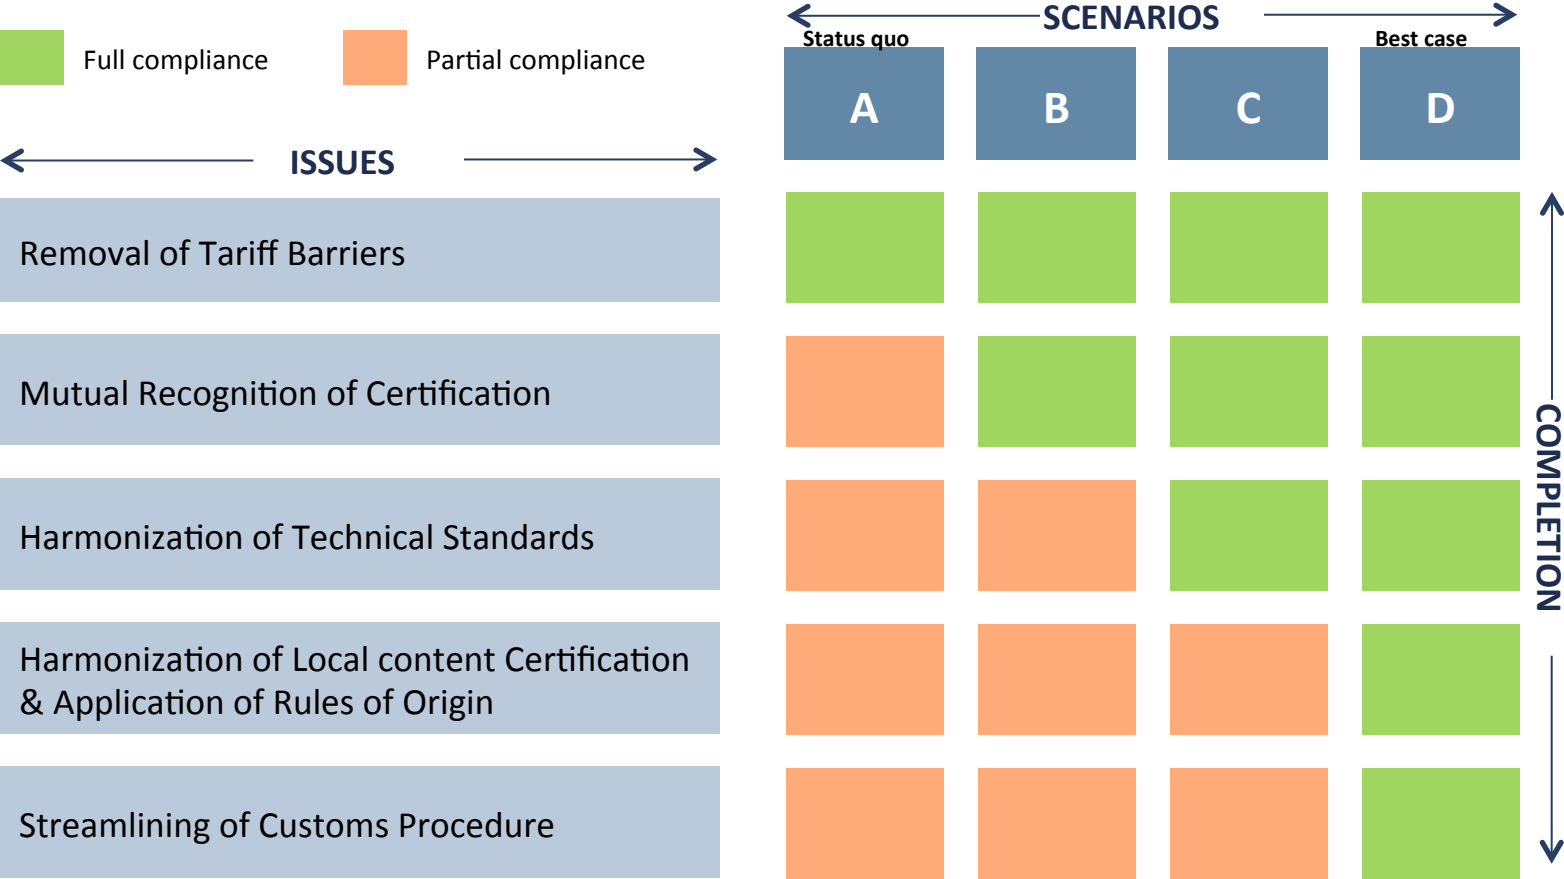 SCENARIOS
Full compliance
Partial compliance
Status quo
Best case
A
B
C
D
ISSUES
Removal of Tariff Barriers
Mutual Recognition of Certification
Harmonization of Technical Standards
Harmonization of Local content Certification
& Application of Rules of Origin
Streamlining of Customs Procedure
COMPLETION